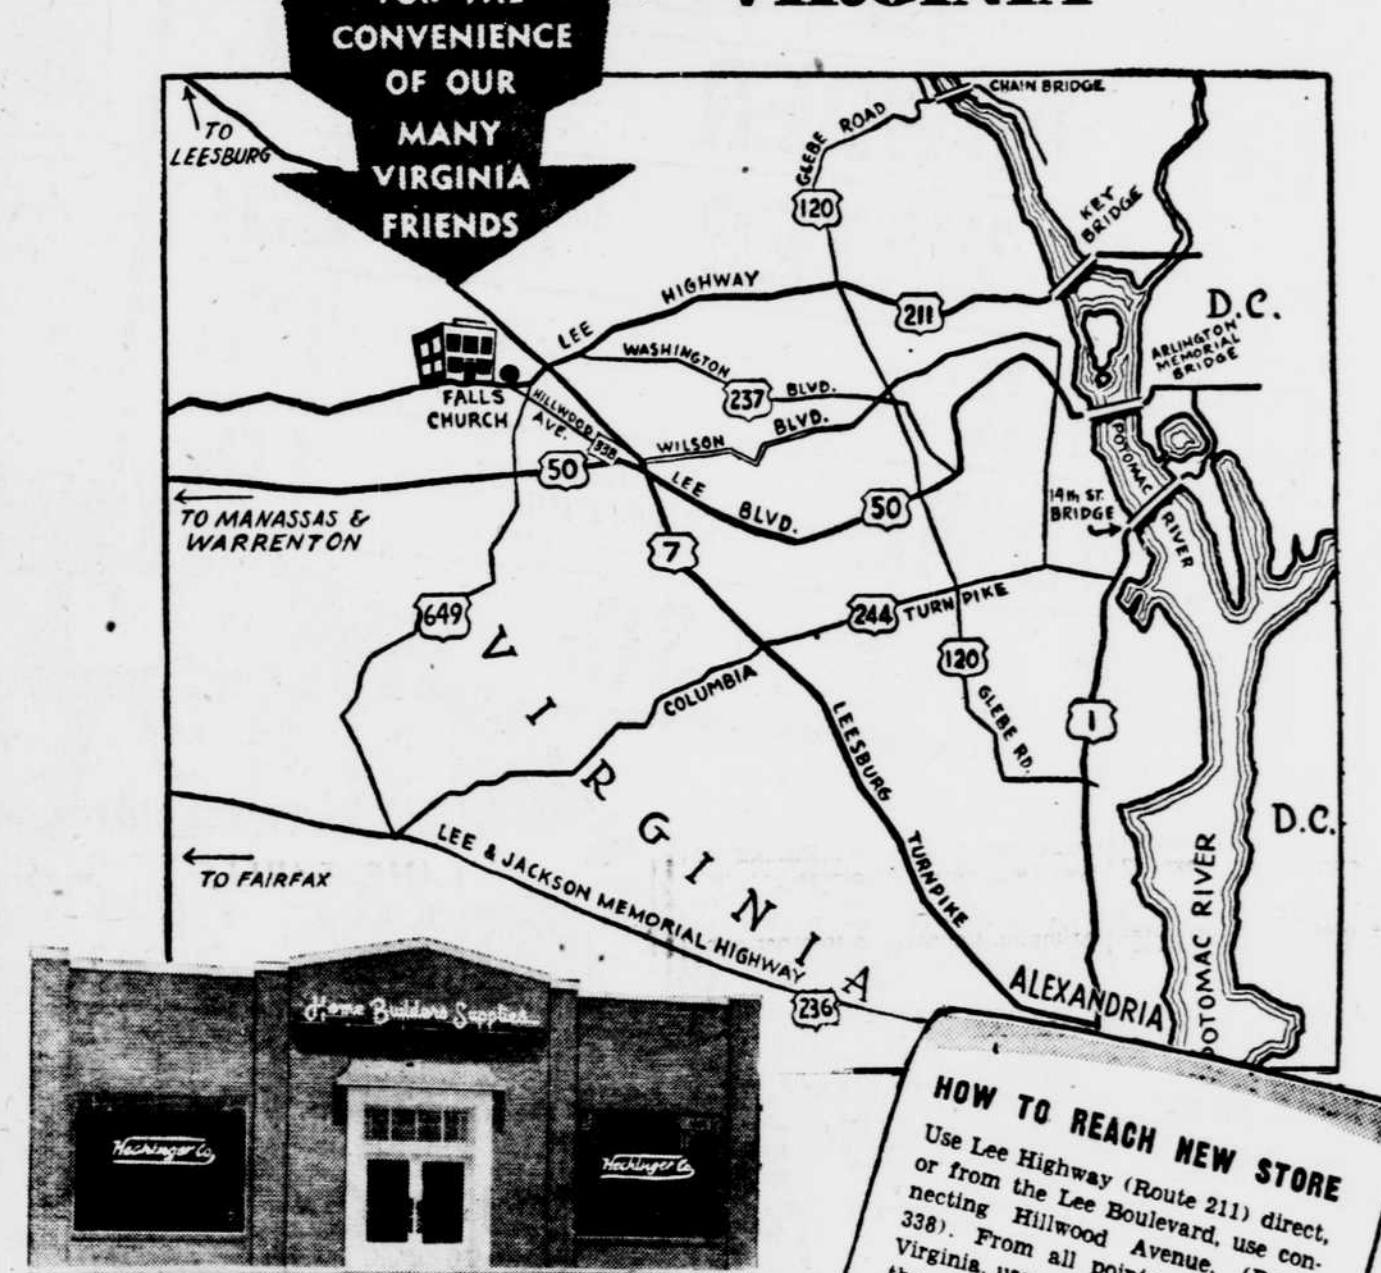 VIRGINIA
FOR THE
CONVENIENCE
OF OUR
MANY
VIRGINIA
FRIENDS
TO
LEESBURG
CHAIN BRIDGE
GLEBE ROAD
120
KEY
BRIDGE
D.C.
LEE HIGHWAY
211
ARLINGTON
MEMORIAL
BRIDGE
WASHINGTON
237
BLVD.
FALLS
CHURCH
HILLWOOD
AVE.
338
WILSON
BLVD.
50
LEE
BLVD.
50
TO MANASSAS &
WARRENTON
7
14th ST.
BRIDGE
POTOMAC
RIVER
649
244
TURNPIKE
COLUMBIA
120
GLEBE RD.
1
LEESBURG
TURNPIKE
VIRGINIA
D.C.
POTOMAC RIVER
TO FAIRFAX
LEE & JACKSON MEMORIAL HIGHWAY
236
ALEXANDRIA
Home Builders Supplies
Hechinger Co.
Hechinger Co.
HOW TO REACH NEW STORE
Use Lee Highway (Route 211) direct,
or from the Lee Boulevard, use con-
necting Hillwood Avenue.
338). From all
Virginia,